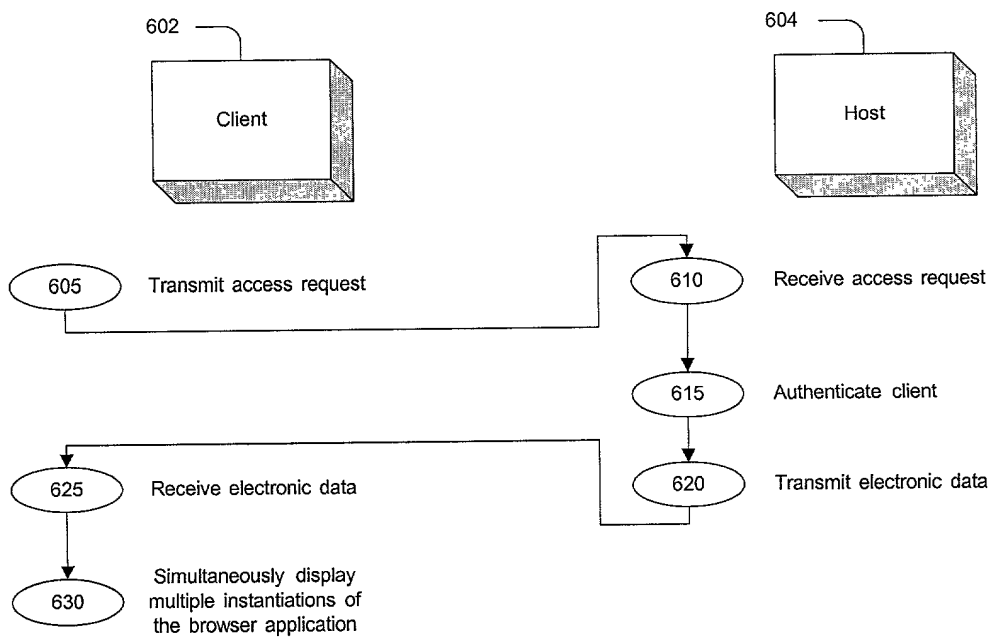 602
604
Client
Host
605
Transmit access request
610
Receive access request
615
Authenticate client
625
Receive electronic data
620
Transmit electronic data
630
Simultaneously display
multiple instantiations of
the browser application